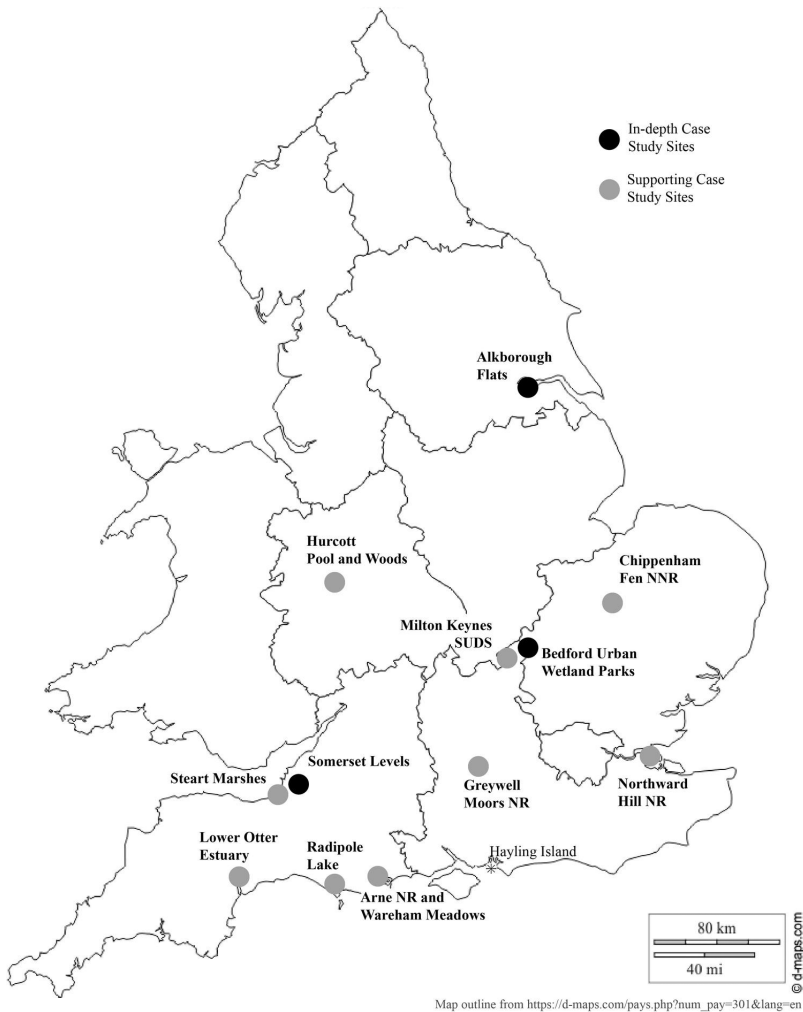 In-depth Case
Study Sites
Supporting Case
Study Sites
Alkborough
Flats
Hurcott
Pool and Woods
Chippenham
Fen NNR
Milton Keynes
SUDS
Bedford Urban
Wetland Parks
Somerset Levels
Steart Marshes
Greywell
Moors NR
Northward
Hill NR
Lower Otter
Estuary
Radipole
Lake
Hayling Island
Arne NR and
Wareham Meadows
80 km
40 mi
© d-maps.com
Map outline from https://d-maps.com/pays.php?num_pay=301&lang=en